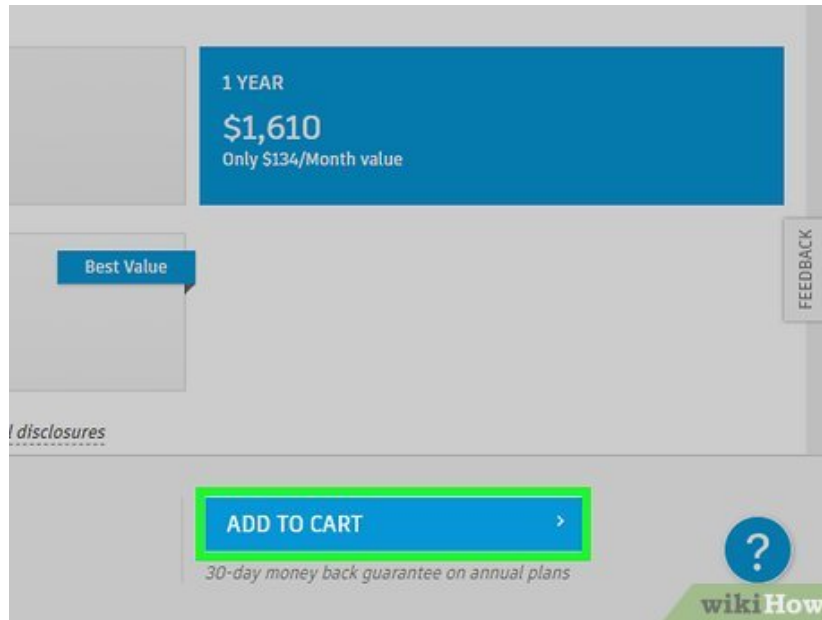 1 YEAR
$1,610
Only $134/Month value
Best Value
FEEDBACK
disclosures
ADD TO CART
30-day money back guarantee on annual plans
?
wikiHow